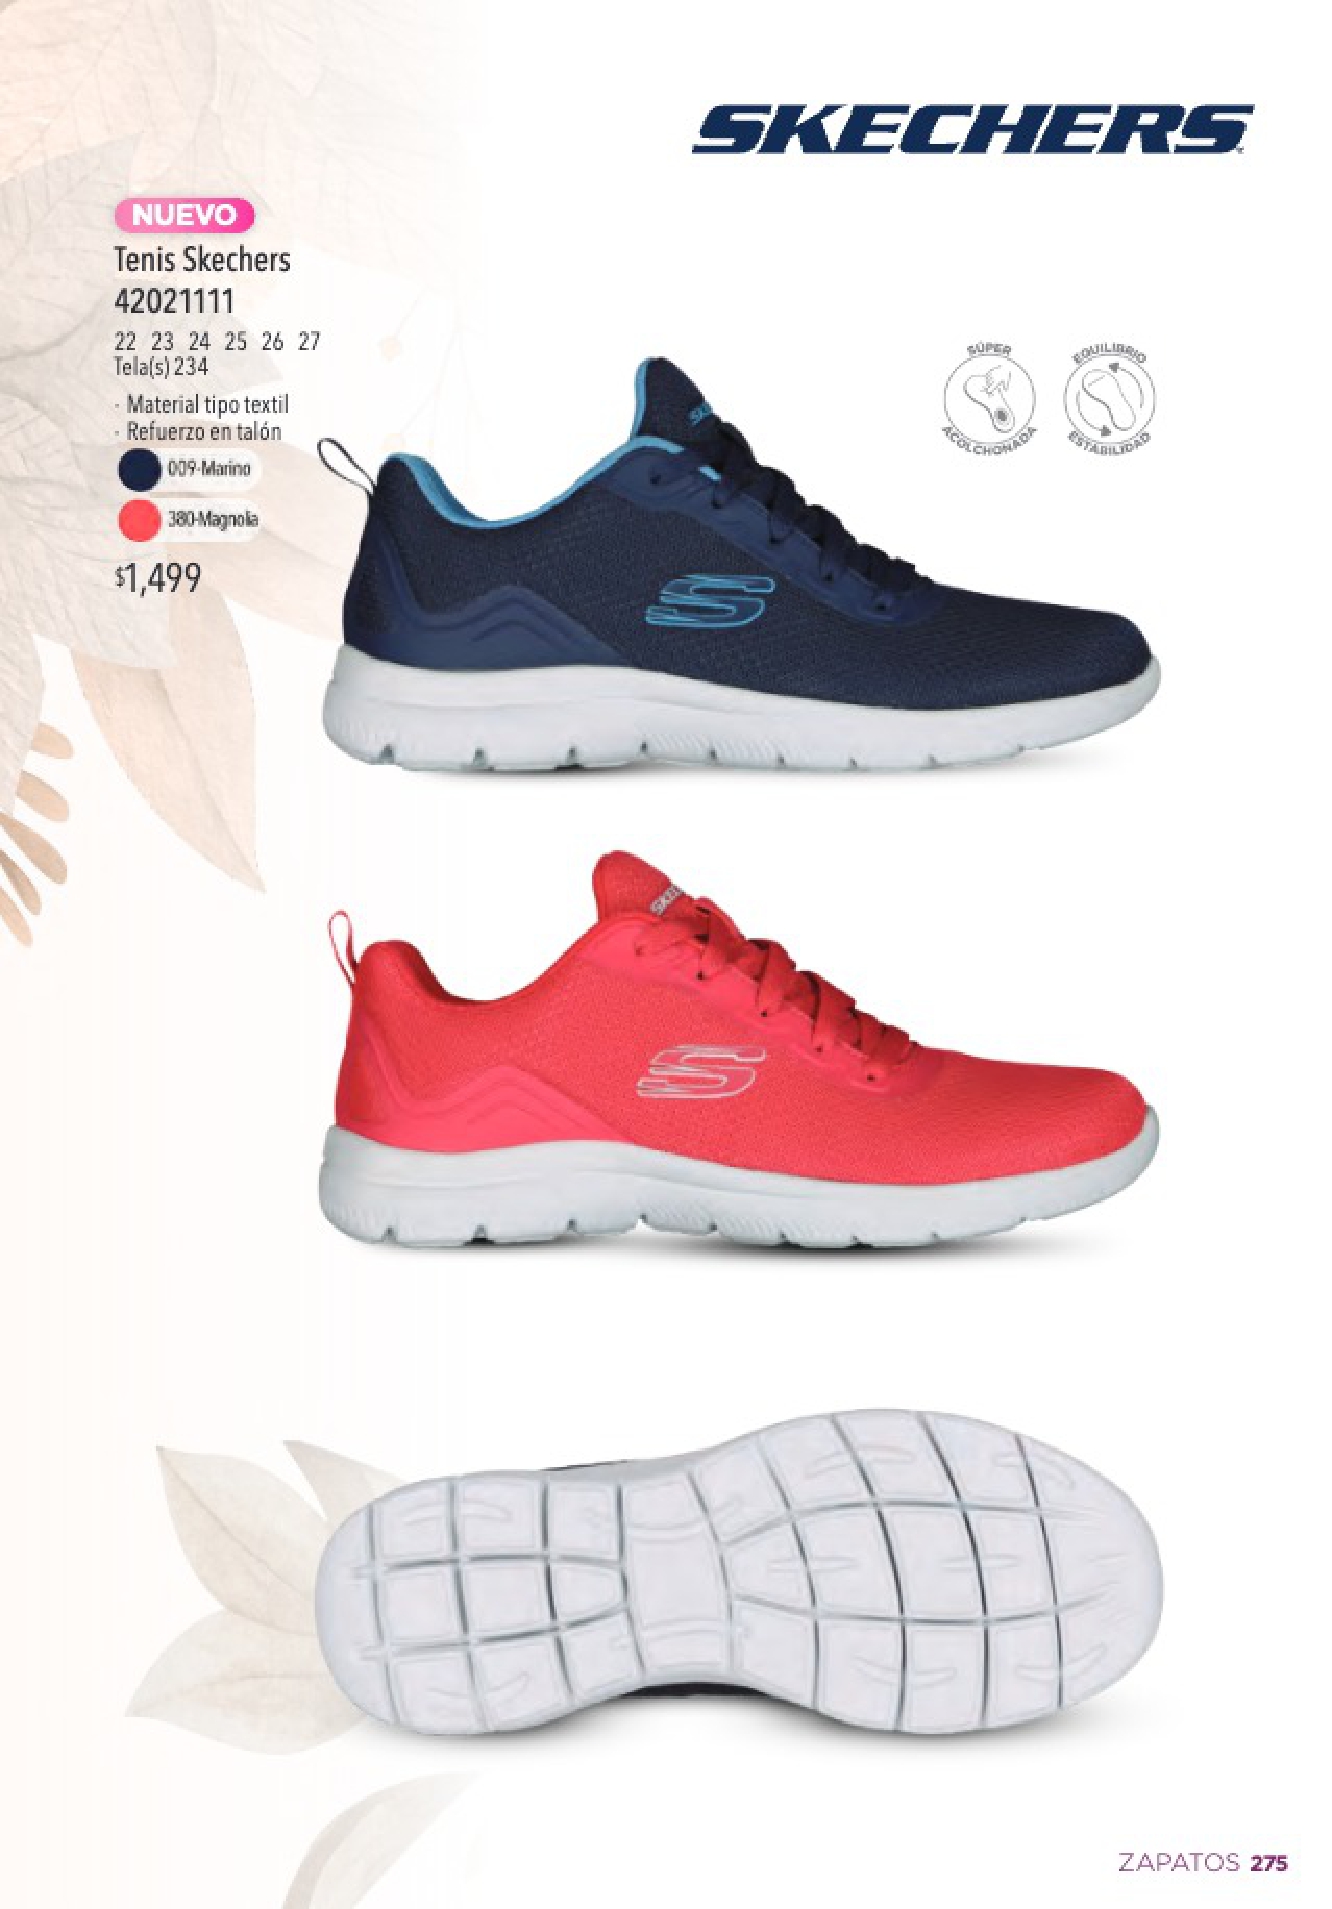 SKECHERS
NUEVO
Tenis Skechers
42021111
22 23 24 25 26 27
Tela(s) 234
· Material tipo textil
· Refuerzo en talón
009-Marino
380-Magnolia
$1,499
SÚPER
ACOLCHONADA
EQUILIBRIO
ESTABILIDAD
ZAPATOS 275